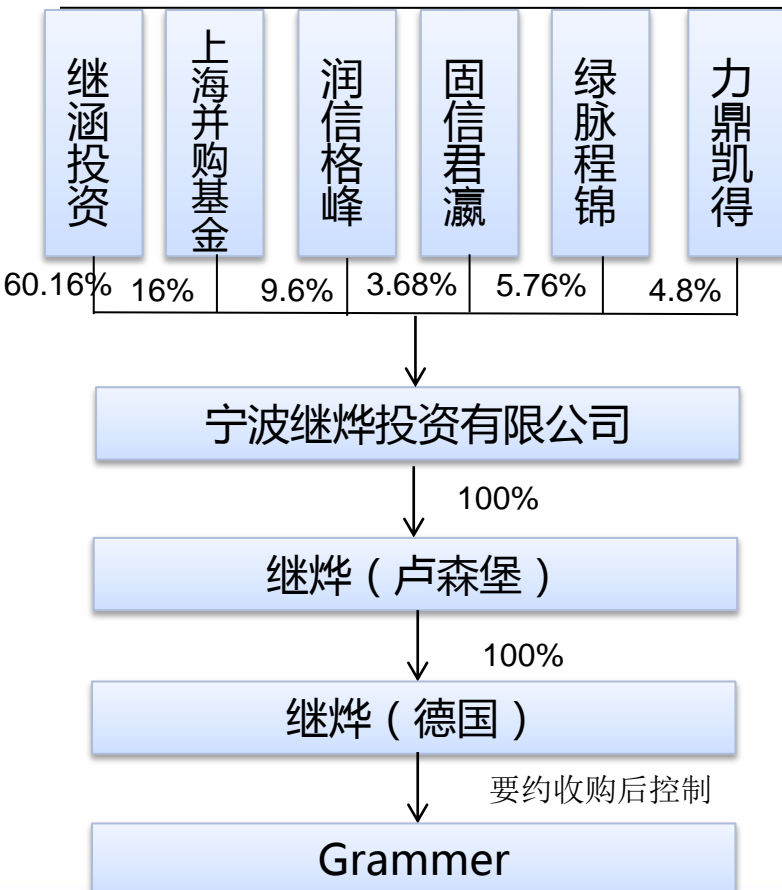 继涵投资
上海并购基金
润信格峰
固信君瀛
绿脉程锦
力鼎凯得
60.16%
16%
9.6%
3.68%
5.76%
4.8%
宁波继烨投资有限公司
100%
继烨（卢森堡）
100%
继烨（德国）
要约收购后控制
Grammer